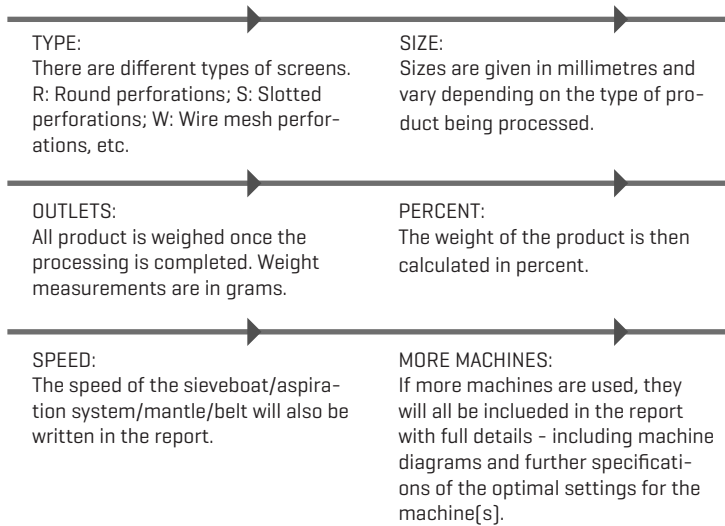 TYPE:
There are different types of screens.
R: Round perforations; S: Slotted
perforations; W: Wire mesh perfor-
ations, etc.
SIZE:
Sizes are given in millimetres and
vary depending on the type of pro-
duct being processed.
OUTLETS:
All product is weighed once the
processing is completed. Weight
measurements are in grams.
PERCENT:
The weight of the product is then
calculated in percent.
SPEED:
The speed of the sieveboat/aspira-
tion system/mantle/belt will also be
written in the report.
MORE MACHINES:
If more machines are used, they
will all be inclueded in the report
with full details - including machine
diagrams and further specificati-
ons of the optimal settings for the
machine(s).